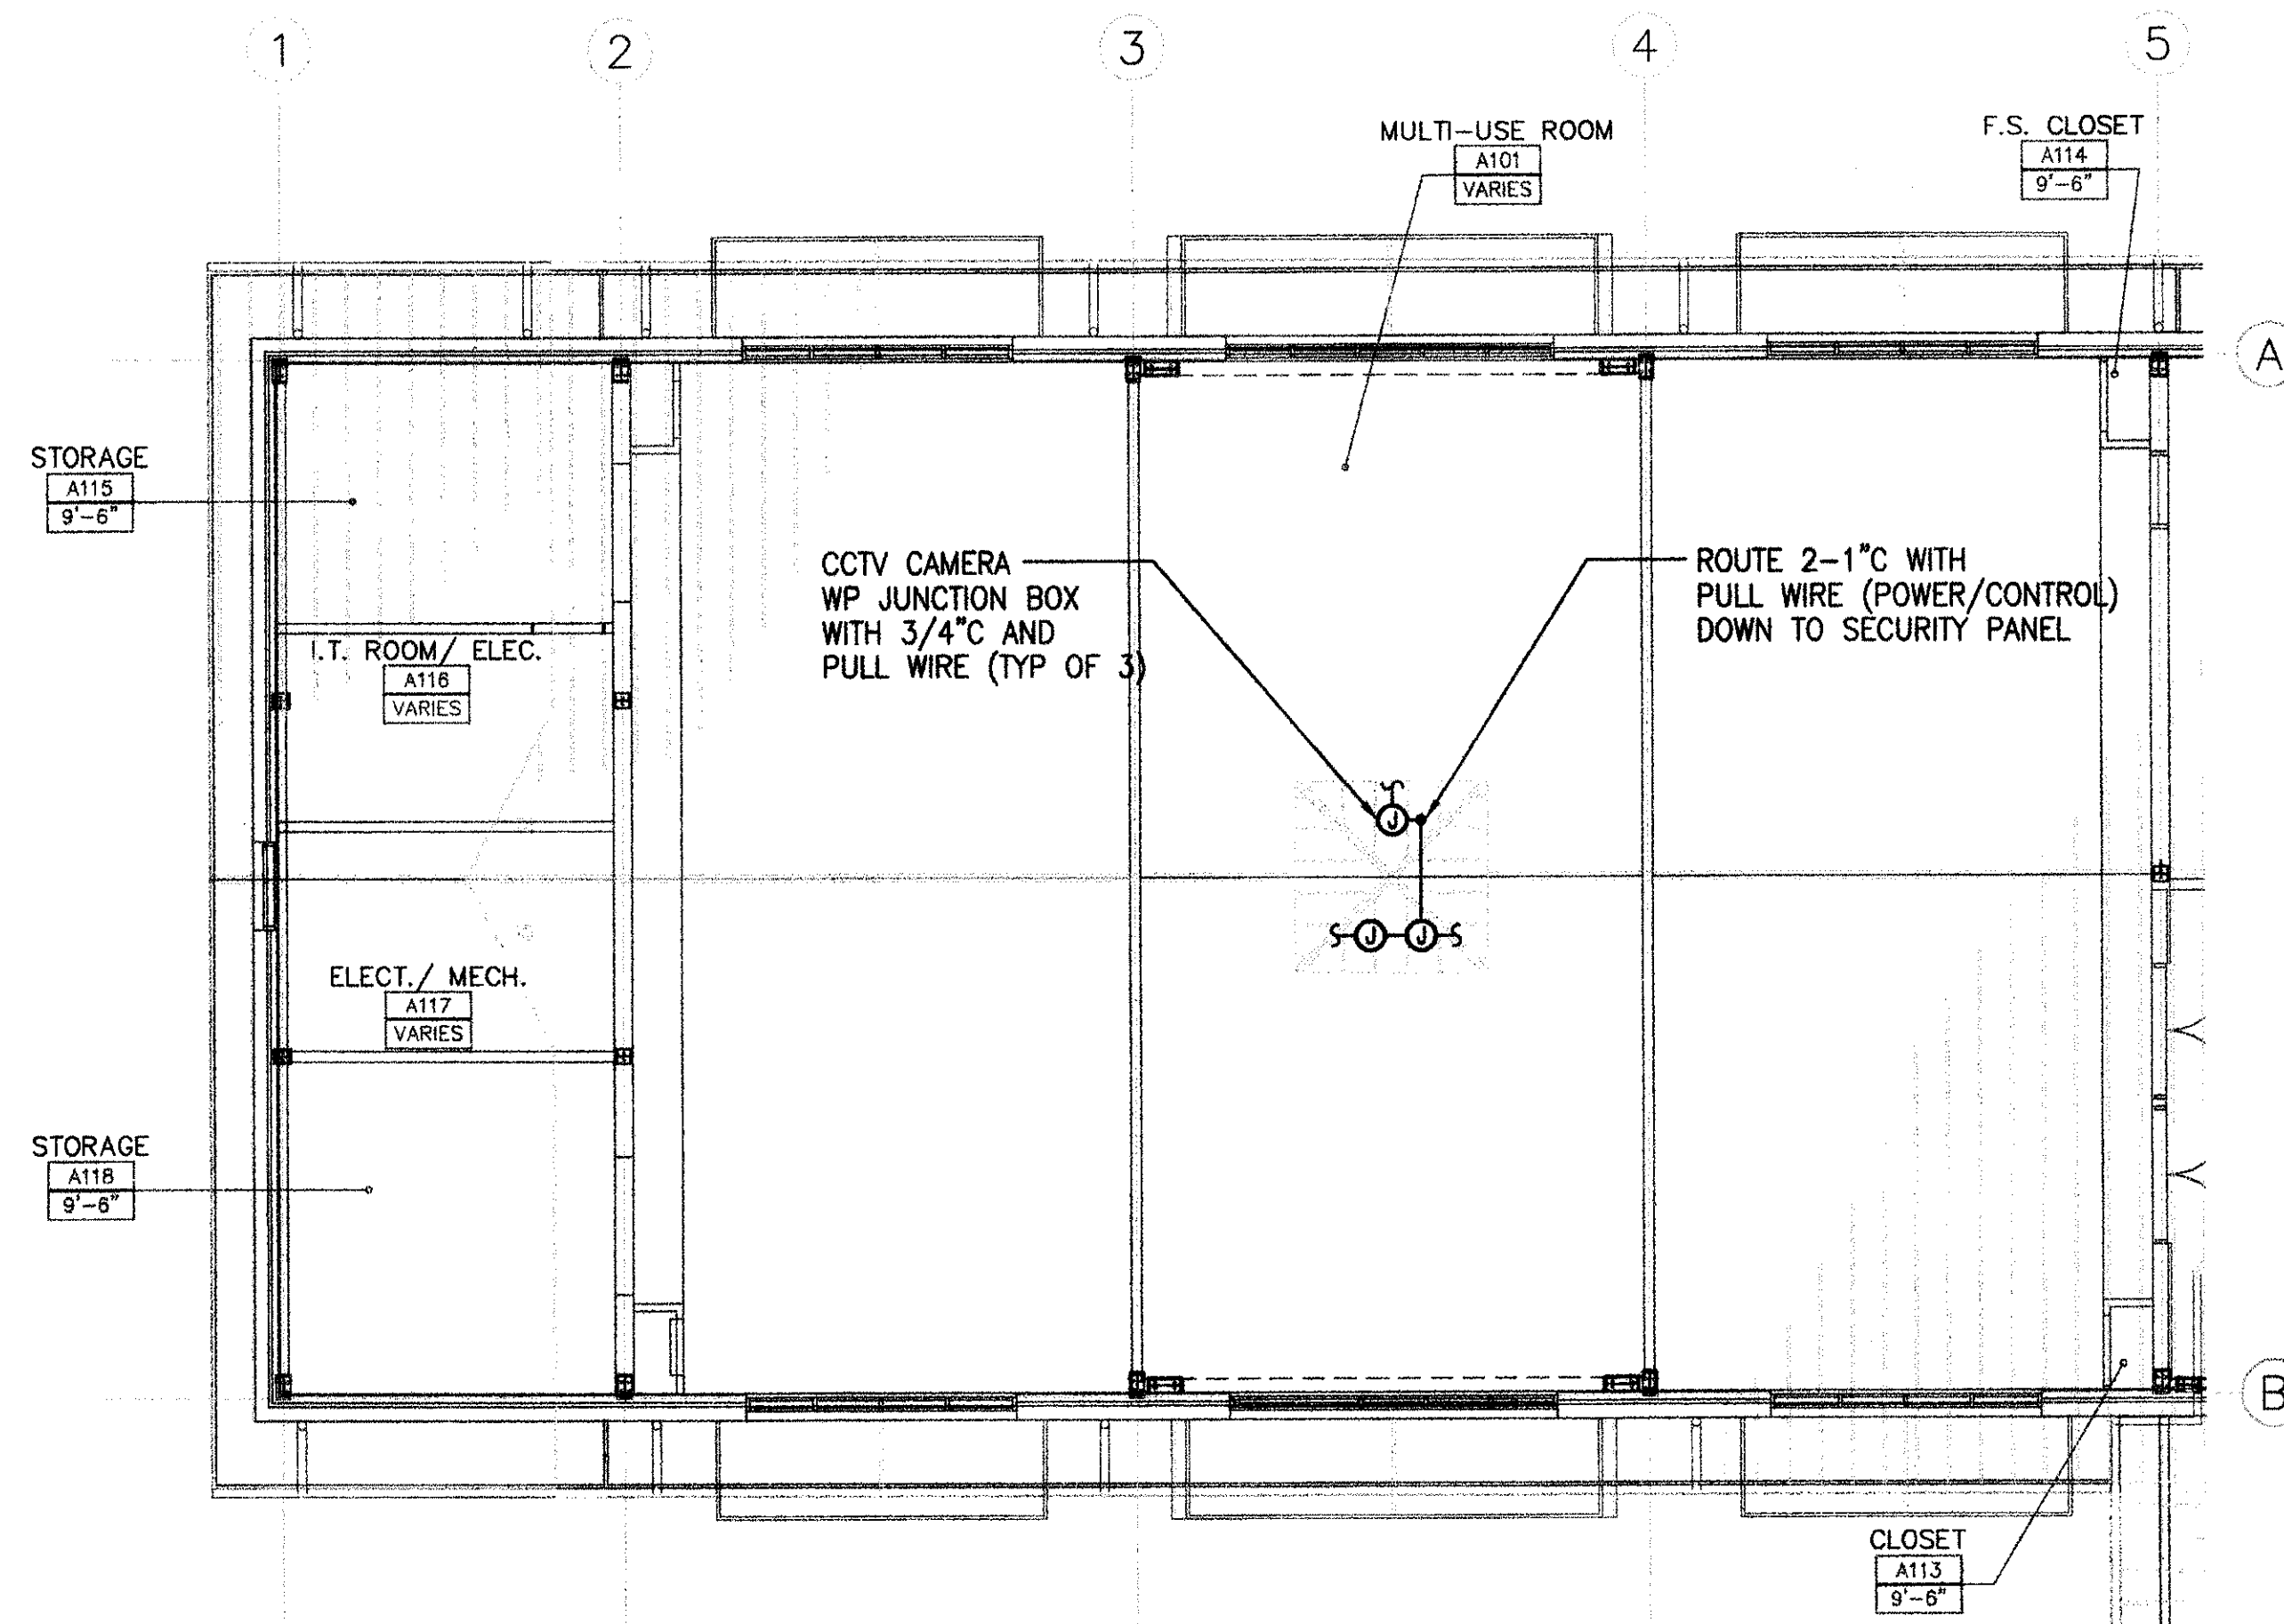 1
2
3
4
5
MULTI-USE ROOM
A101
VARIES
F.S. CLOSET
A114
9'-6"
A
STORAGE
A115
9'-6"
CCTV CAMERA
WP JUNCTION BOX
WITH 3/4"C AND
PULL WIRE (TYP OF 3)
ROUTE 2-1"C WITH
PULL WIRE (POWER/CONTROL)
DOWN TO SECURITY PANEL
I.T. ROOM/ ELEC.
A116
VARIES
J
J
J
ELECT./ MECH.
A117
VARIES
STORAGE
A118
9'-6"
B
CLOSET
A113
9'-6"